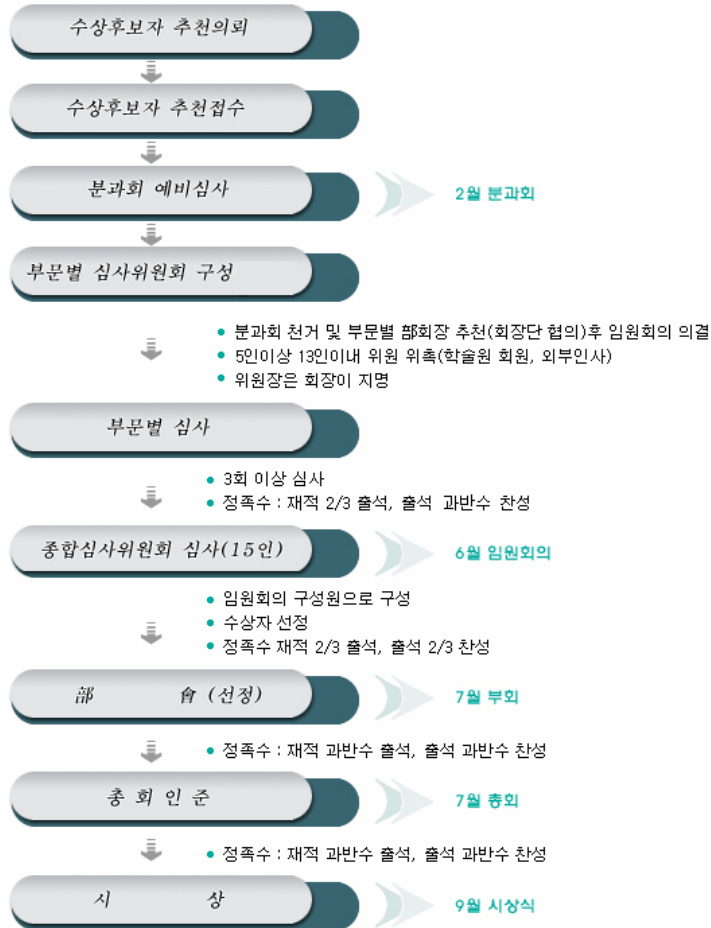 수상후보자 추천의뢰
수상후보자 추천접수
분과회 예비심사
2월 분과회
부문별 심사위원회 구성
• 분과회 천거 및 부문별 部회장 추천(회장단 협의)후 임원회의 의결
• 5인이상 13인이내 위원 위촉(학술원 회원, 외부인사)
• 위원장은 회장이 지명
부문별 심사
• 3회 이상 심사
• 정족수 : 재적 2/3 출석, 출석 과반수 찬성
종합심사위원회 심사(15인)
6월 임원회의
• 임원회의 구성원으로 구성
• 수상자 선정
• 정족수 재적 2/3 출석, 출석 2/3 찬성
部 會 (선정)
7월 부회
• 정족수 : 재적 과반수 출석, 출석 과반수 찬성
총 회 인 준
7월 총회
• 정족수 : 재적 과반수 출석, 출석 과반수 찬성
시 상
9월 시상식